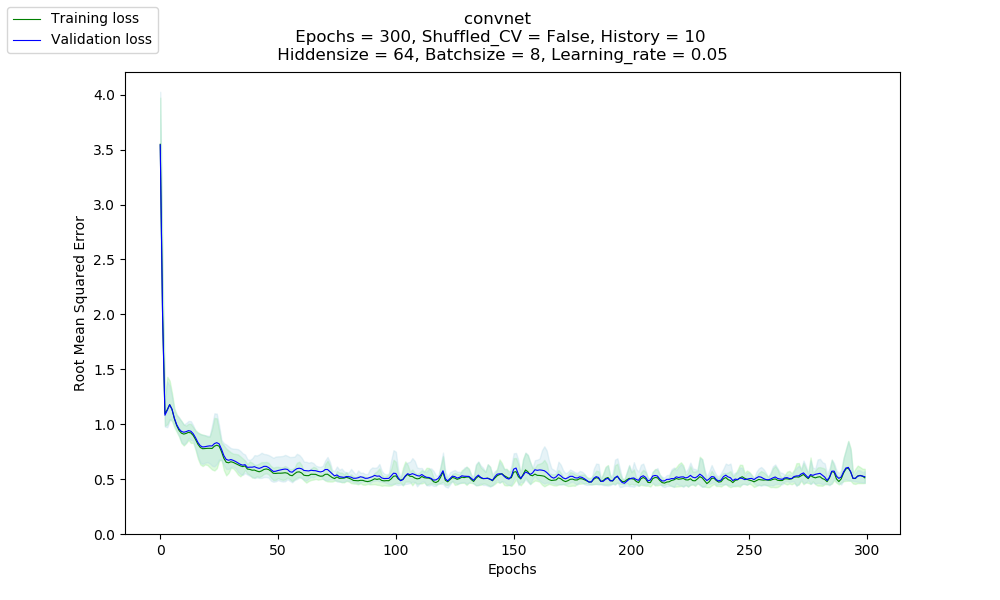 Training loss
Validation loss
convnet
Epochs = 300, Shuffled_CV = False, History = 10
Hiddensize = 64, Batchsize = 8, Learning_rate = 0.05
4.0
3.5
3.0
2.5
2.0
1.5
1.0
0.5
0.0
Root Mean Squared Error
0
50
100
150
200
250
300
Epochs